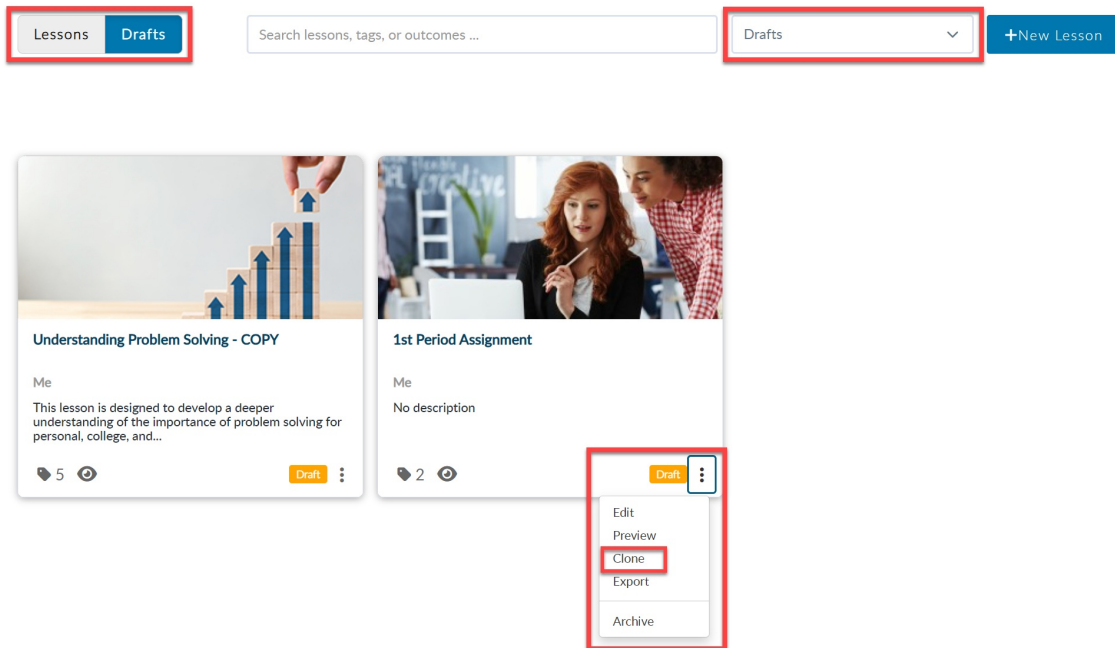 Lessons Drafts Search lessons, tags, or outcomes ... Drafts +New Lesson
creative
Understanding Problem Solving - COPY
Me
This lesson is designed to develop a deeper
understanding of the importance of problem solving for
personal, college, and...
5 Draft
1st Period Assignment
Me
No description
2 Draft
Edit
Preview
Clone
Export
Archive